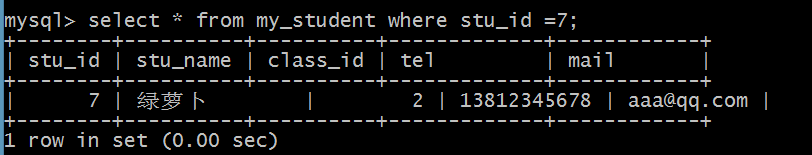 mysql> select * from my_student where stu_id =7;
+--------+----------+----------+-------------+------------+
| stu_id | stu_name | class_id | tel         | mail       |
+--------+----------+----------+-------------+------------+
|      7 | 绿萝卜         |        2 | 13812345678 | aaa@qq.com |
+--------+----------+----------+-------------+------------+
1 row in set (0.00 sec)